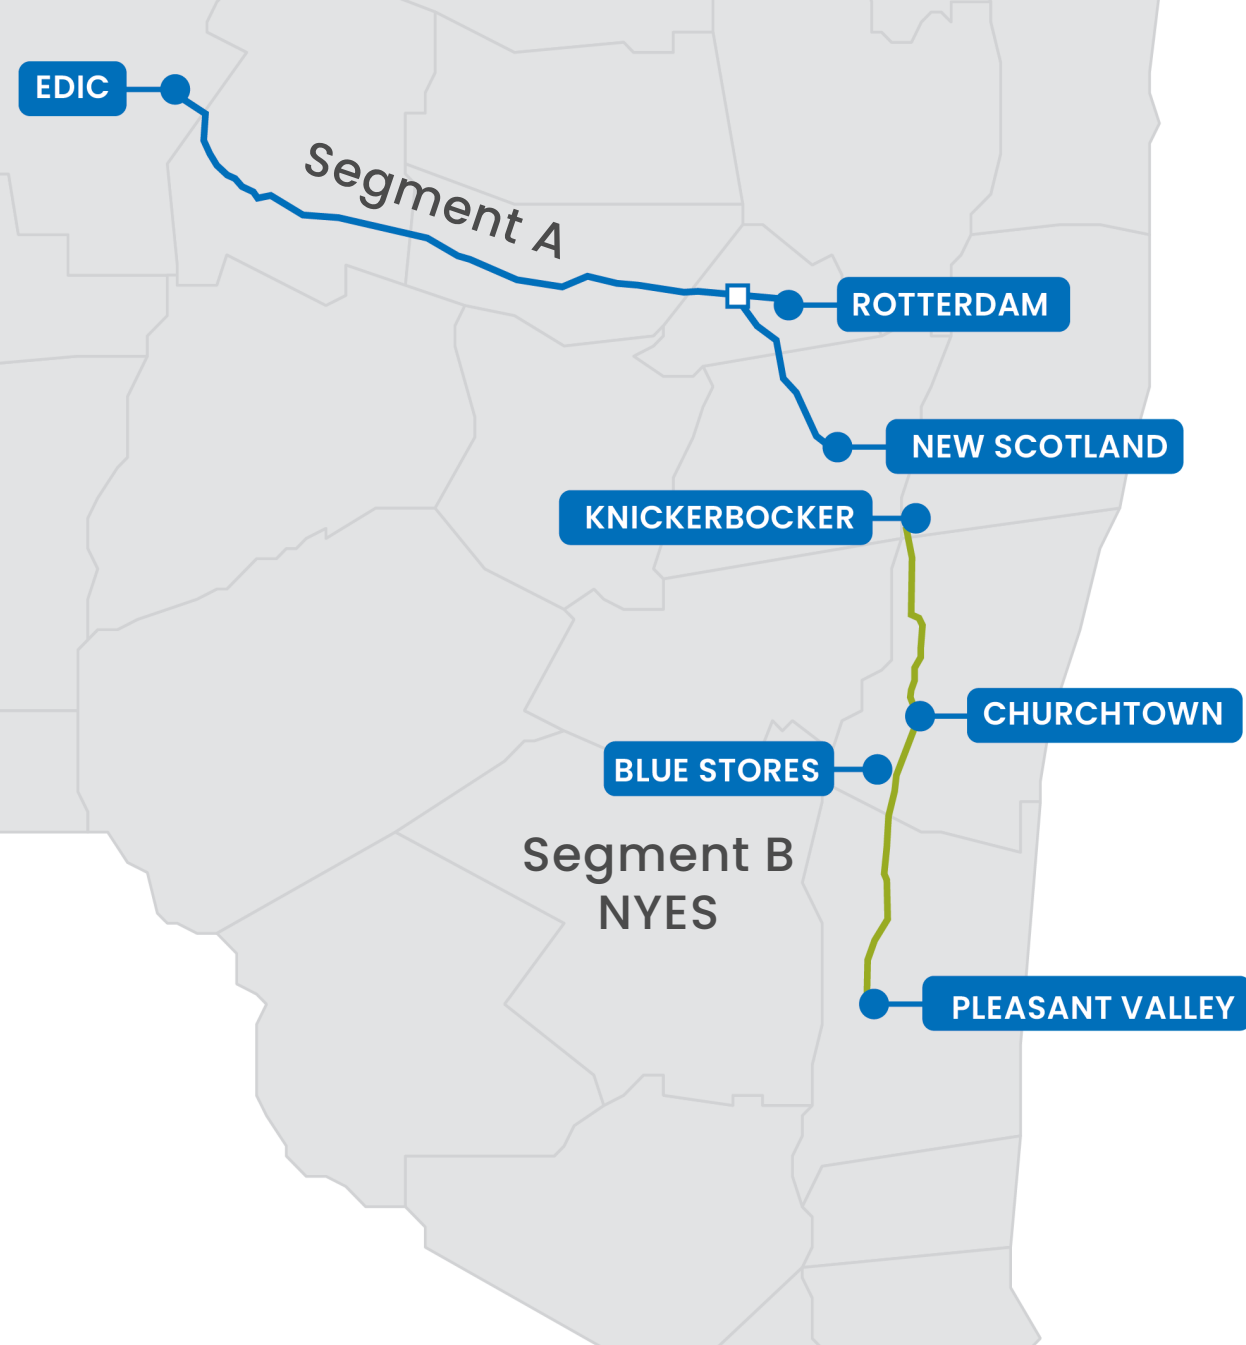 EDIC
Segment A
ROTTERDAM
NEW SCOTLAND
KNICKERBOCKER
CHURCHTOWN
BLUE STORES
Segment B
NYES
PLEASANT VALLEY